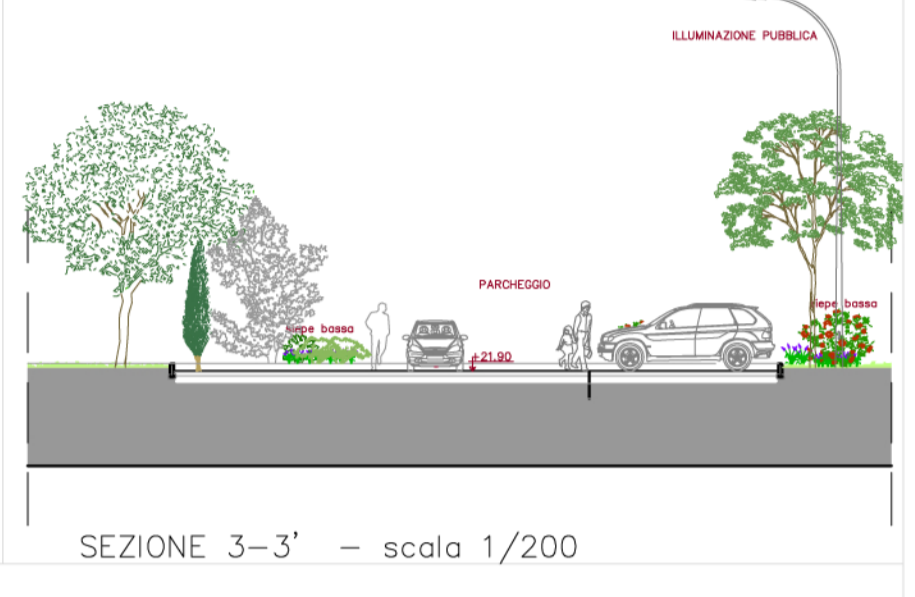 ILLUMINAZIONE PUBBLICA
PARCHEGGIO
siepe bassa
siepe bassa
+21.90
SEZIONE 3-3' - scala 1/200